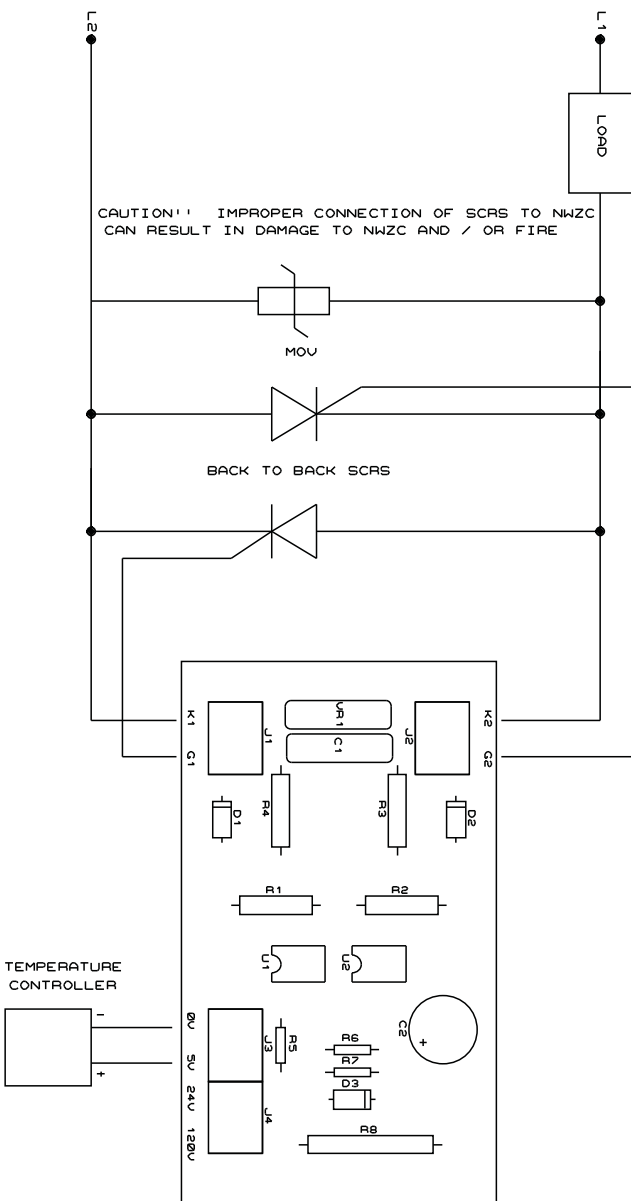 L2
L1
LOAD
CAUTION!! IMPROPER CONNECTION OF SCRS TO NWZC
CAN RESULT IN DAMAGE TO NWZC AND / OR FIRE
MOV
BACK TO BACK SCRS
K1
J1
VR1
C1
J2
K2
G1
G2
D1
R4
R3
D2
R1
R2
U1
U2
TEMPERATURE
CONTROLLER
-
+
0V
5V
24V
120V
J3
R5
J4
R6
R7
D3
R8
C2
+